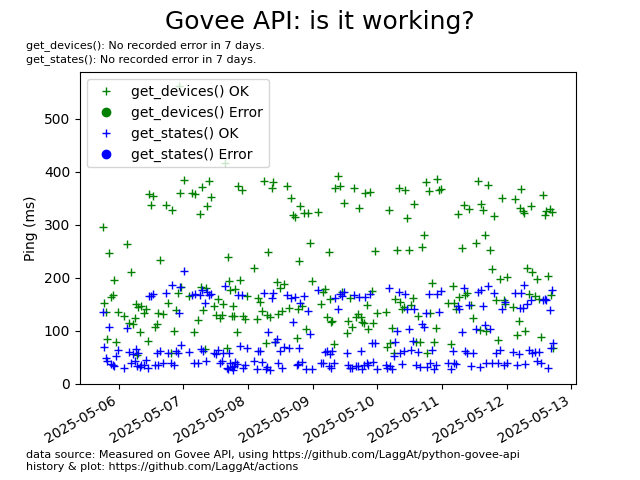 Govee API: is it working?
get_devices(): No recorded error in 7 days.
get_states(): No recorded error in 7 days.
get_devices() OK
get_devices() Error
get_states() OK
get_states() Error
Ping (ms)
500
400
300
200
100
0
2025-05-06
2025-05-07
2025-05-08
2025-05-09
2025-05-10
2025-05-11
2025-05-12
2025-05-13
data source: Measured on Govee API, using https://github.com/LaggAt/python-govee-api
history & plot: https://github.com/LaggAt/actions